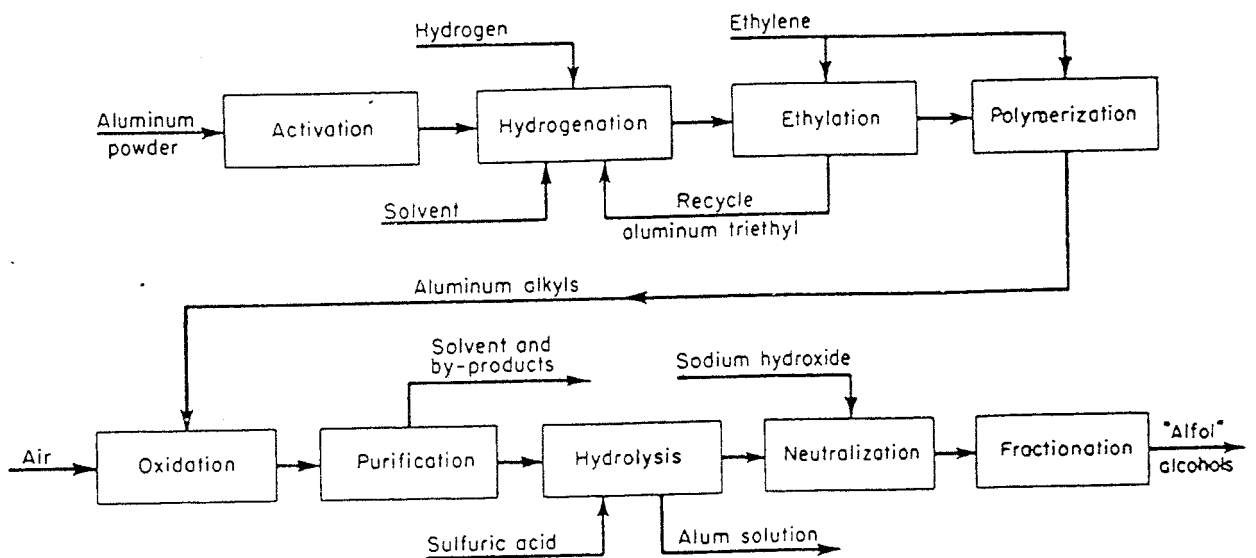 Hydrogen
Ethylene
Aluminum
powder
Activation
Hydrogenation
Ethylation
Polymerization
Solvent
Recycle
aluminum triethyl
Aluminum alkyls
Solvent and
by-products
Sodium hydroxide
Air
Oxidation
Purification
Hydrolysis
Neutralization
Fractionation
"Alfol"
alcohols
Sulfuric acid
Alum solution